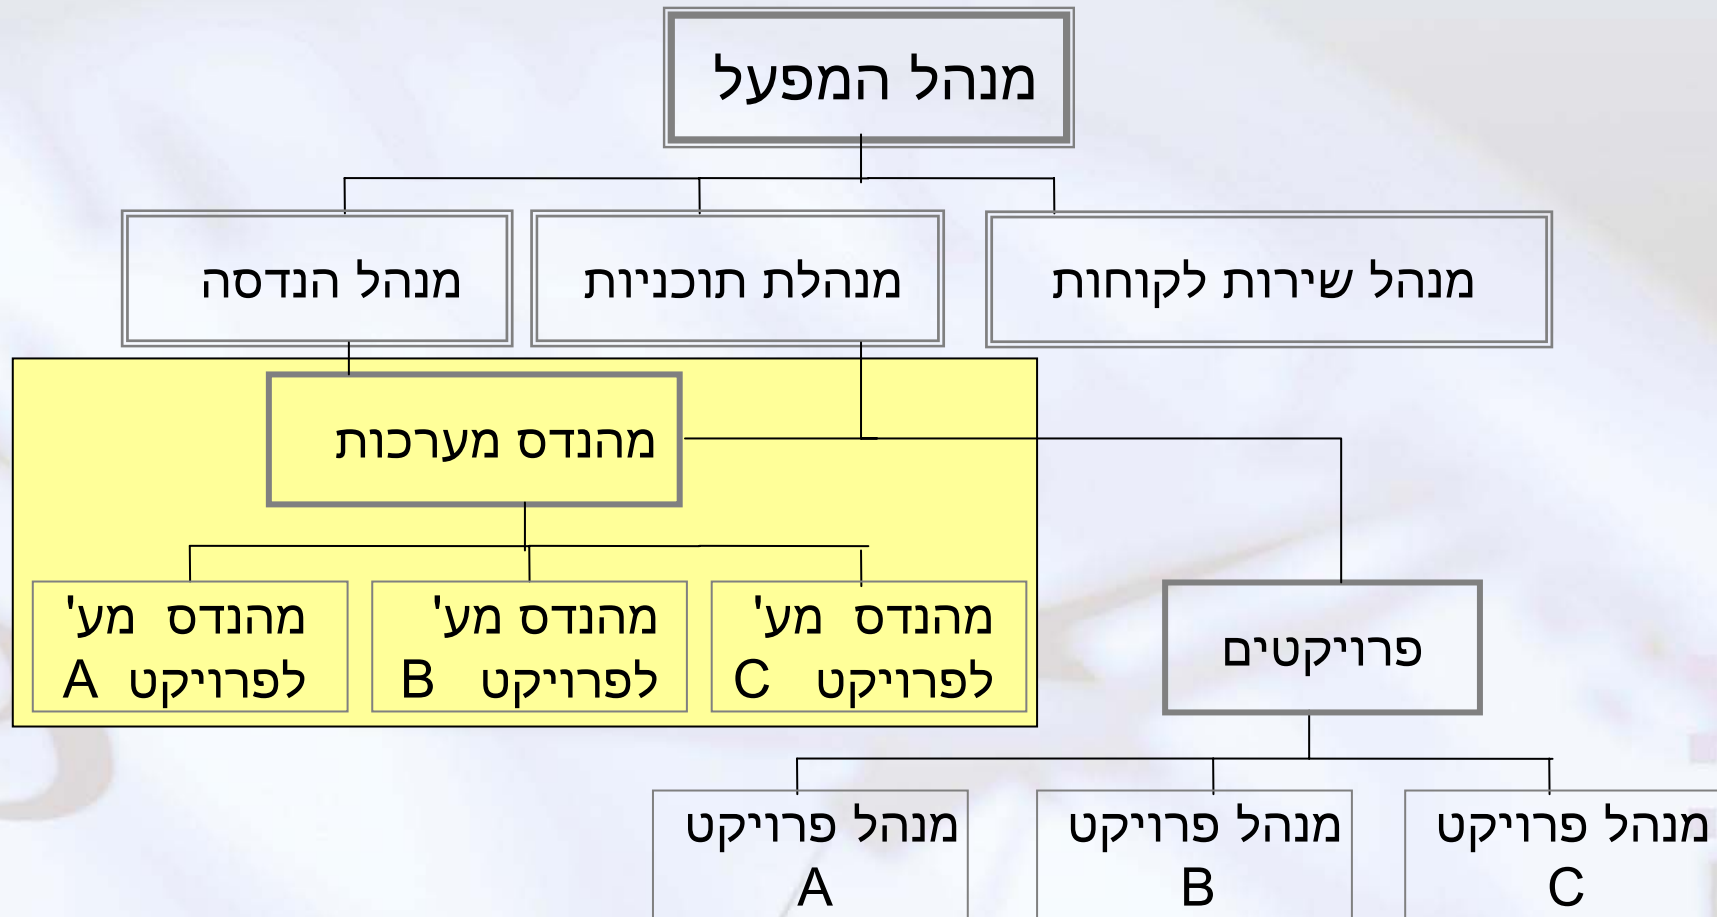 מנהל המפעל
מנהל שירות לקוחות
מנהלת תוכניות
מנהל הנדסה
מהנדס מערכות
מהנדס מע'
לפרויקט C
מהנדס מע'
לפרויקט B
מהנדס מע'
לפרויקט A
פרויקטים
מנהל פרויקט
C
מנהל פרויקט
B
מנהל פרויקט
A